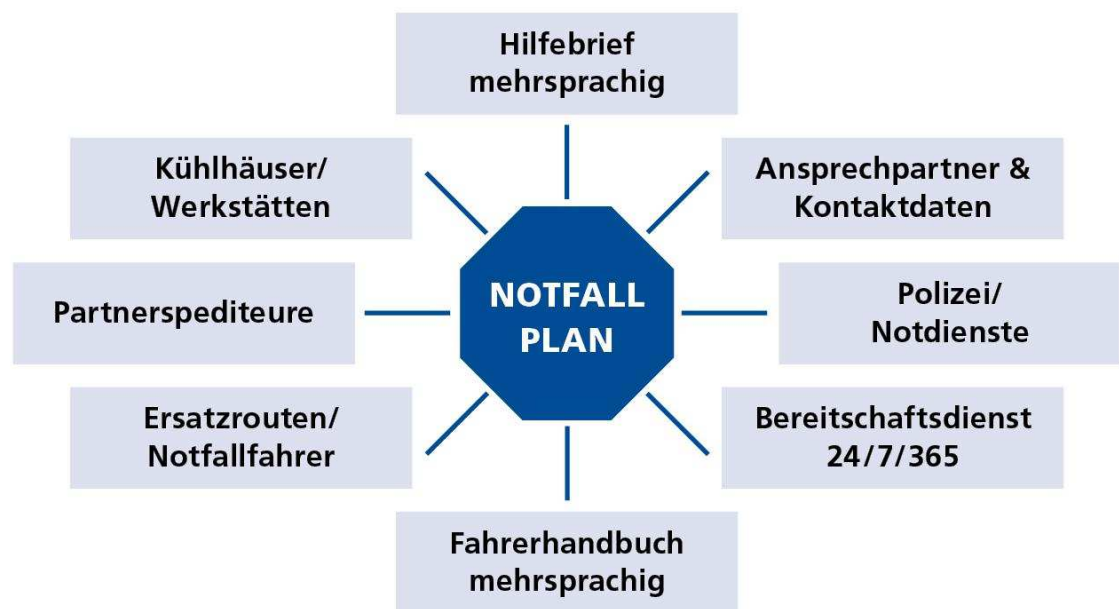 Hilfebrief
mehrsprachig
Kühlhäuser/
Werkstätten
Ansprechpartner &
Kontaktdaten
Partnerspediteure
NOTFALL
PLAN
Polizei/
Notdienste
Ersatzrouten/
Notfallfahrer
Bereitschaftsdienst
24/7/365
Fahrerhandbuch
mehrsprachig